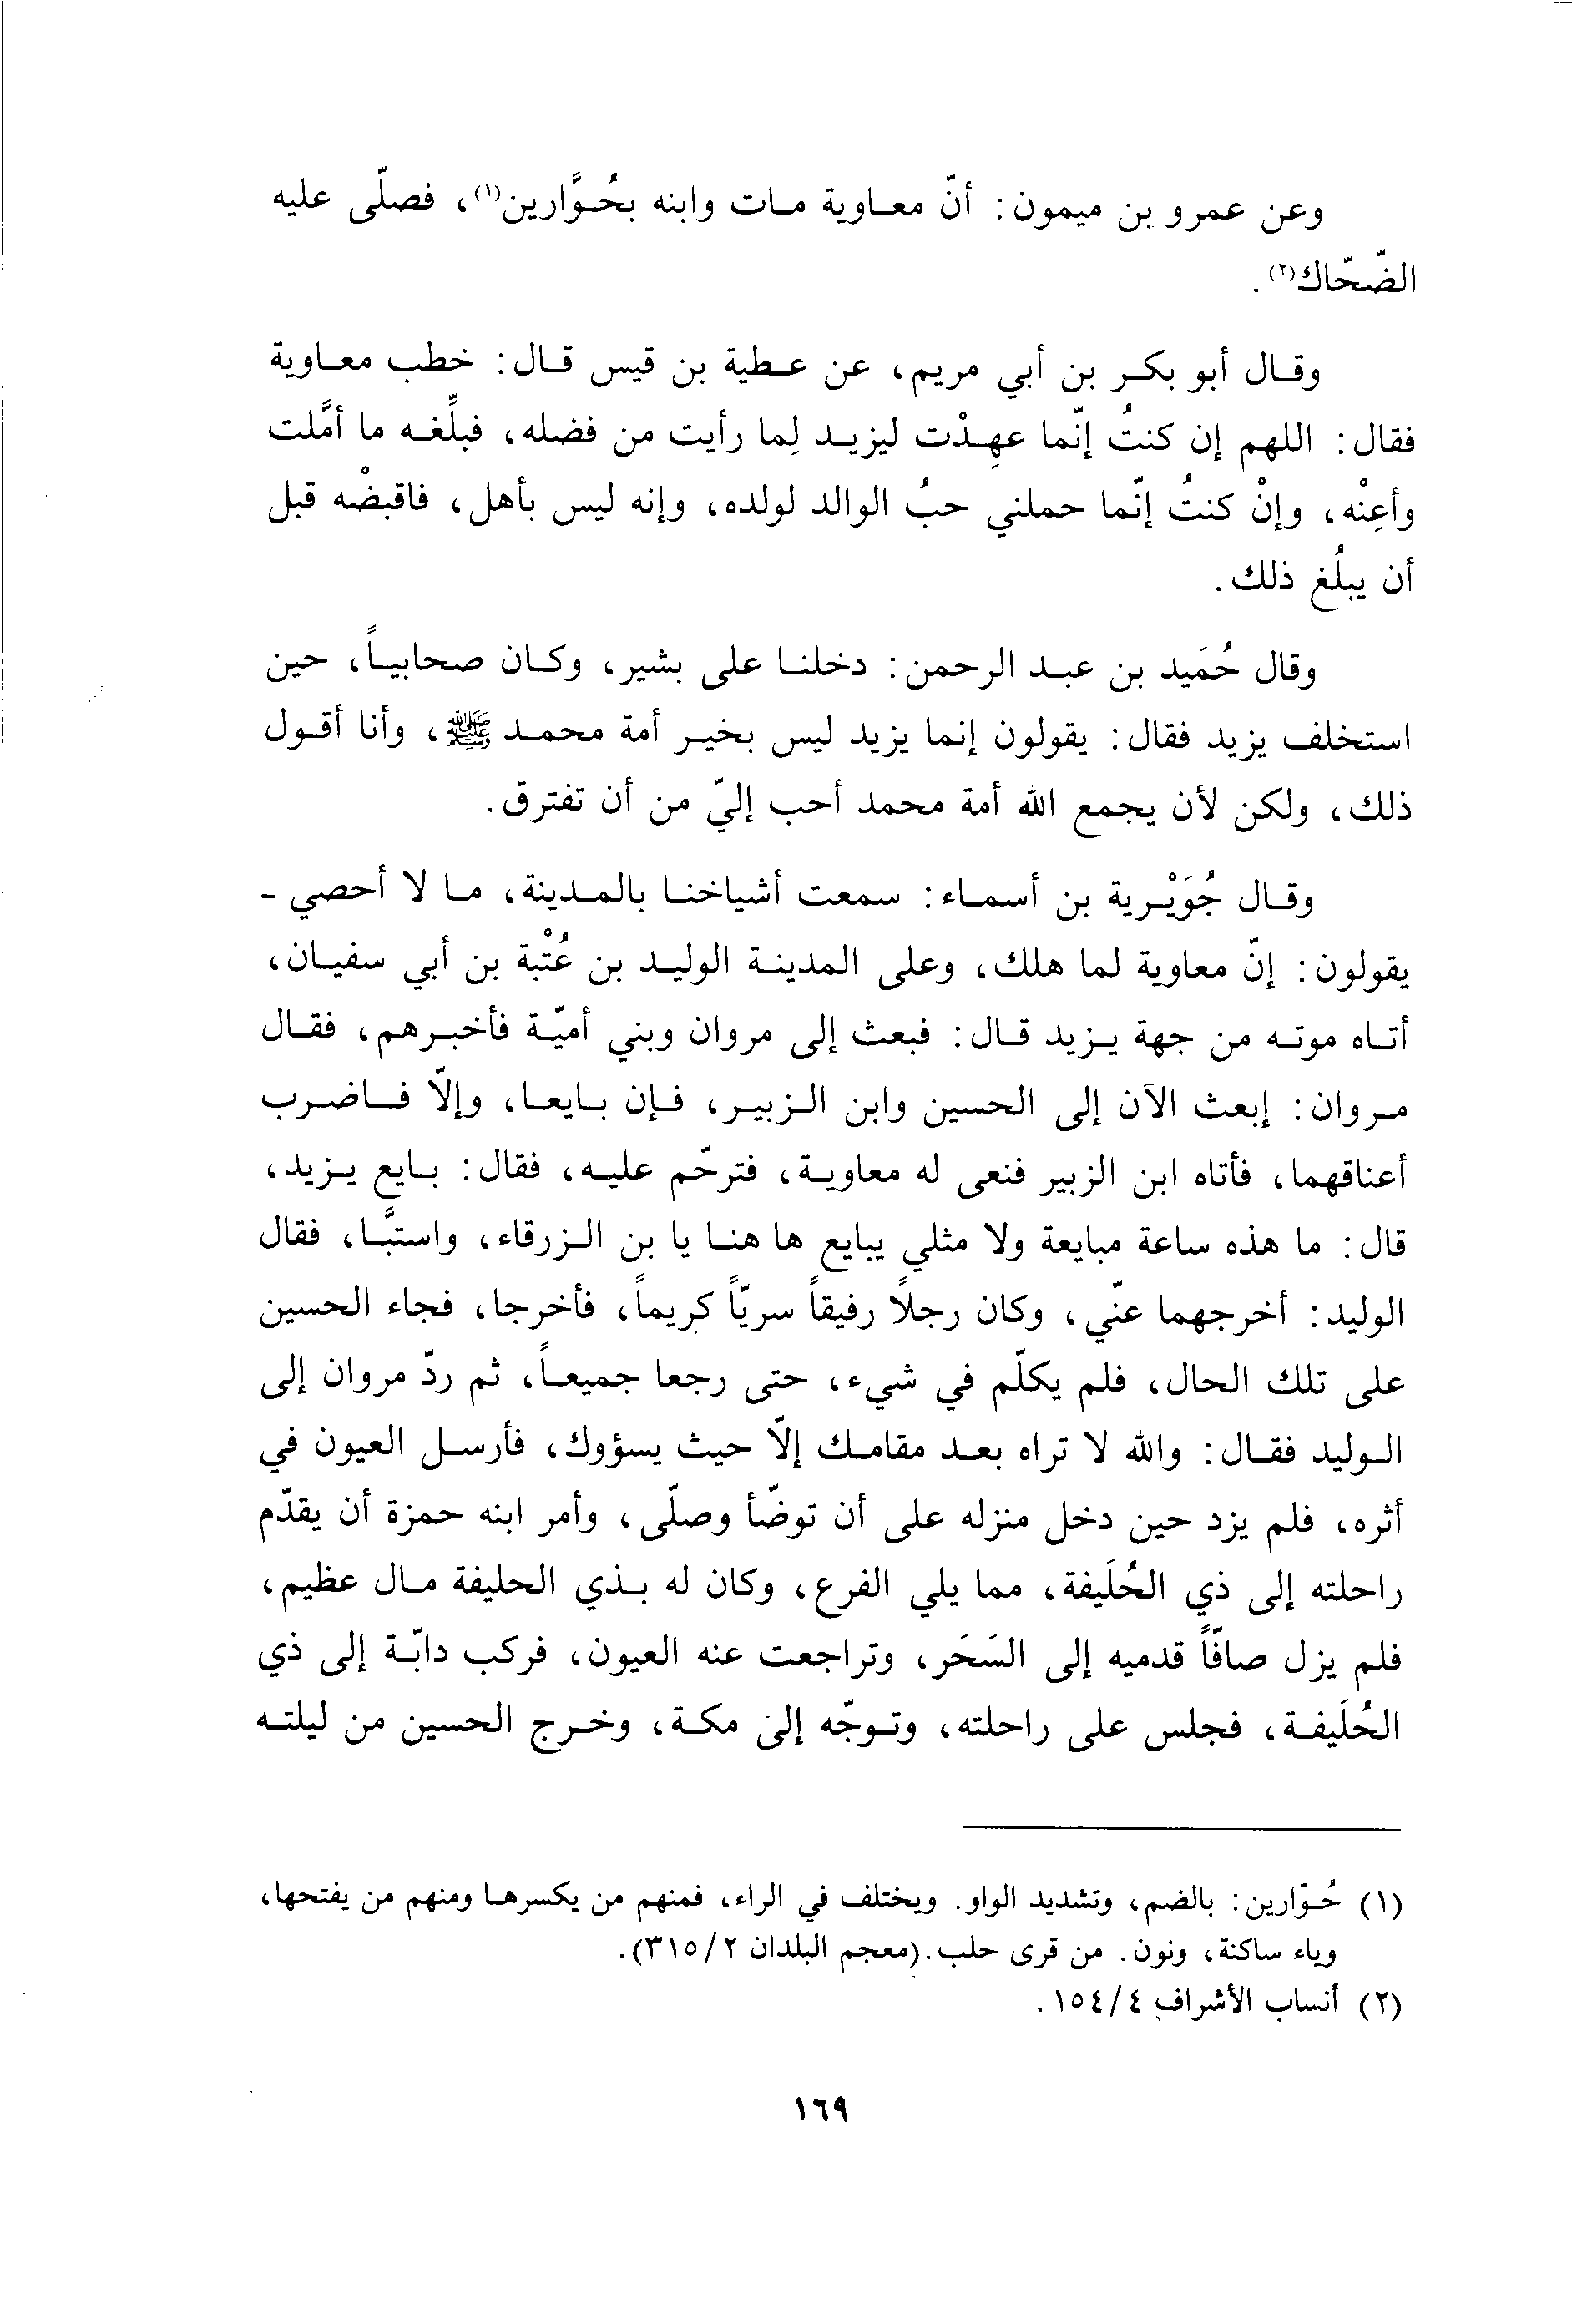 وعن عمرو بن ميمون: أنّ معاوية مات وابنه بحُوَّارين(١)، فصلّى عليه
الضّحّاك(٢).
وقال أبو بكر بن أبي مريم، عن عطية بن قيس قال: خطب معاوية
فقال: اللهم إن كنتُ إنّما عهِدْت ليزيد لِما رأيت من فضله، فبلِّغه ما أمَّلت
وأعِنْه، وإنْ كنتُ إنّما حملني حبُ الوالد لولده، وإنه ليس بأهل، فاقبضْه قبل
أن يبلُغ ذلك.
وقال حُمَيد بن عبد الرحمن: دخلنا على بشير، وكان صحابياً، حين
استخلف يزيد فقال: يقولون إنما يزيد ليس بخير أمة محمد ﷺ، وأنا أقول
ذلك، ولكن لأن يجمع الله أمة محمد أحب إليّ من أن تفترق.
وقال جُوَيْرية بن أسماء: سمعت أشياخنا بالمدينة، ما لا أحصي -
يقولون: إنّ معاوية لما هلك، وعلى المدينة الوليد بن عُتْبة بن أبي سفيان،
أتاه موته من جهة يزيد قال: فبعث إلى مروان وبني أميّة فأخبرهم، فقال
مروان: إبعث الآن إلى الحسين وابن الزبير، فإن بايعا، وإلاّ فاضرب
أعناقهما، فأتاه ابن الزبير فنعى له معاوية، فترحّم عليه، فقال: بايع يزيد،
قال: ما هذه ساعة مبايعة ولا مثلي يبايع ها هنا يا بن الزرقاء، واستبَّا، فقال
الوليد: أخرجهما عنّي، وكان رجلاً رفيقاً سريّاً كريماً، فأخرجا، فجاء الحسين
على تلك الحال، فلم يكلّم في شيء، حتى رجعا جميعاً، ثم ردّ مروان إلى
الوليد فقال: والله لا تراه بعد مقامك إلاّ حيث يسؤوك، فأرسل العيون في
أثره، فلم يزد حين دخل منزله على أن توضّأ وصلّى، وأمر ابنه حمزة أن يقدّم
راحلته إلى ذي الحُلَيفة، مما يلي الفرع، وكان له بذي الحليفة مال عظيم،
فلم يزل صافّاً قدميه إلى السَحَر، وتراجعت عنه العيون، فركب دابّة إلى ذي
الحُلَيفة، فجلس على راحلته، وتوجّه إلى مكة، وخرج الحسين من ليلته
(١) حُوّارين: بالضم، وتشديد الواو. ويختلف في الراء، فمنهم من يكسرها ومنهم من يفتحها،
وياء ساكنة، ونون. من قرى حلب. (معجم البلدان ٢/٣١٥).
(٢) أنساب الأشراف ٤/١٥٤.
١٦٩